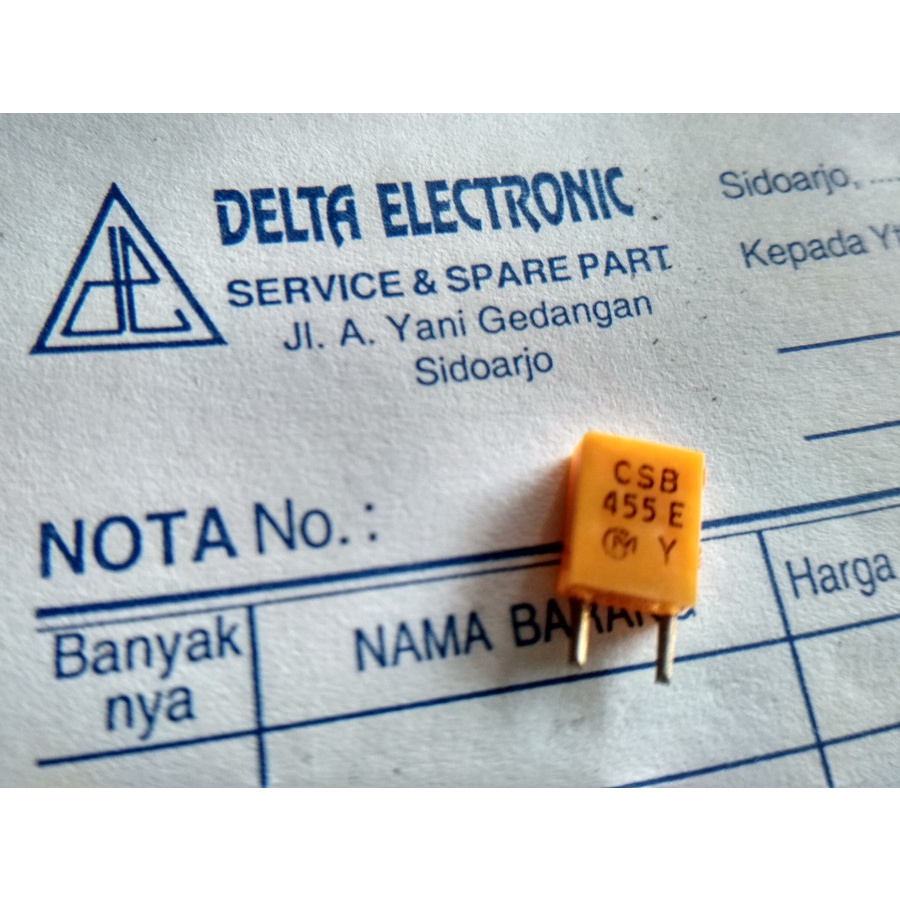 DELTA ELECTRONIC
SERVICE & SPARE PART
Jl. A. Yani Gedangan
Sidoarjo
Sidoarjo, ....
Kepada Yt
NOTA No. :
Banyak
nya
NAMA BARANG
Harga
CSB
455 E
Y